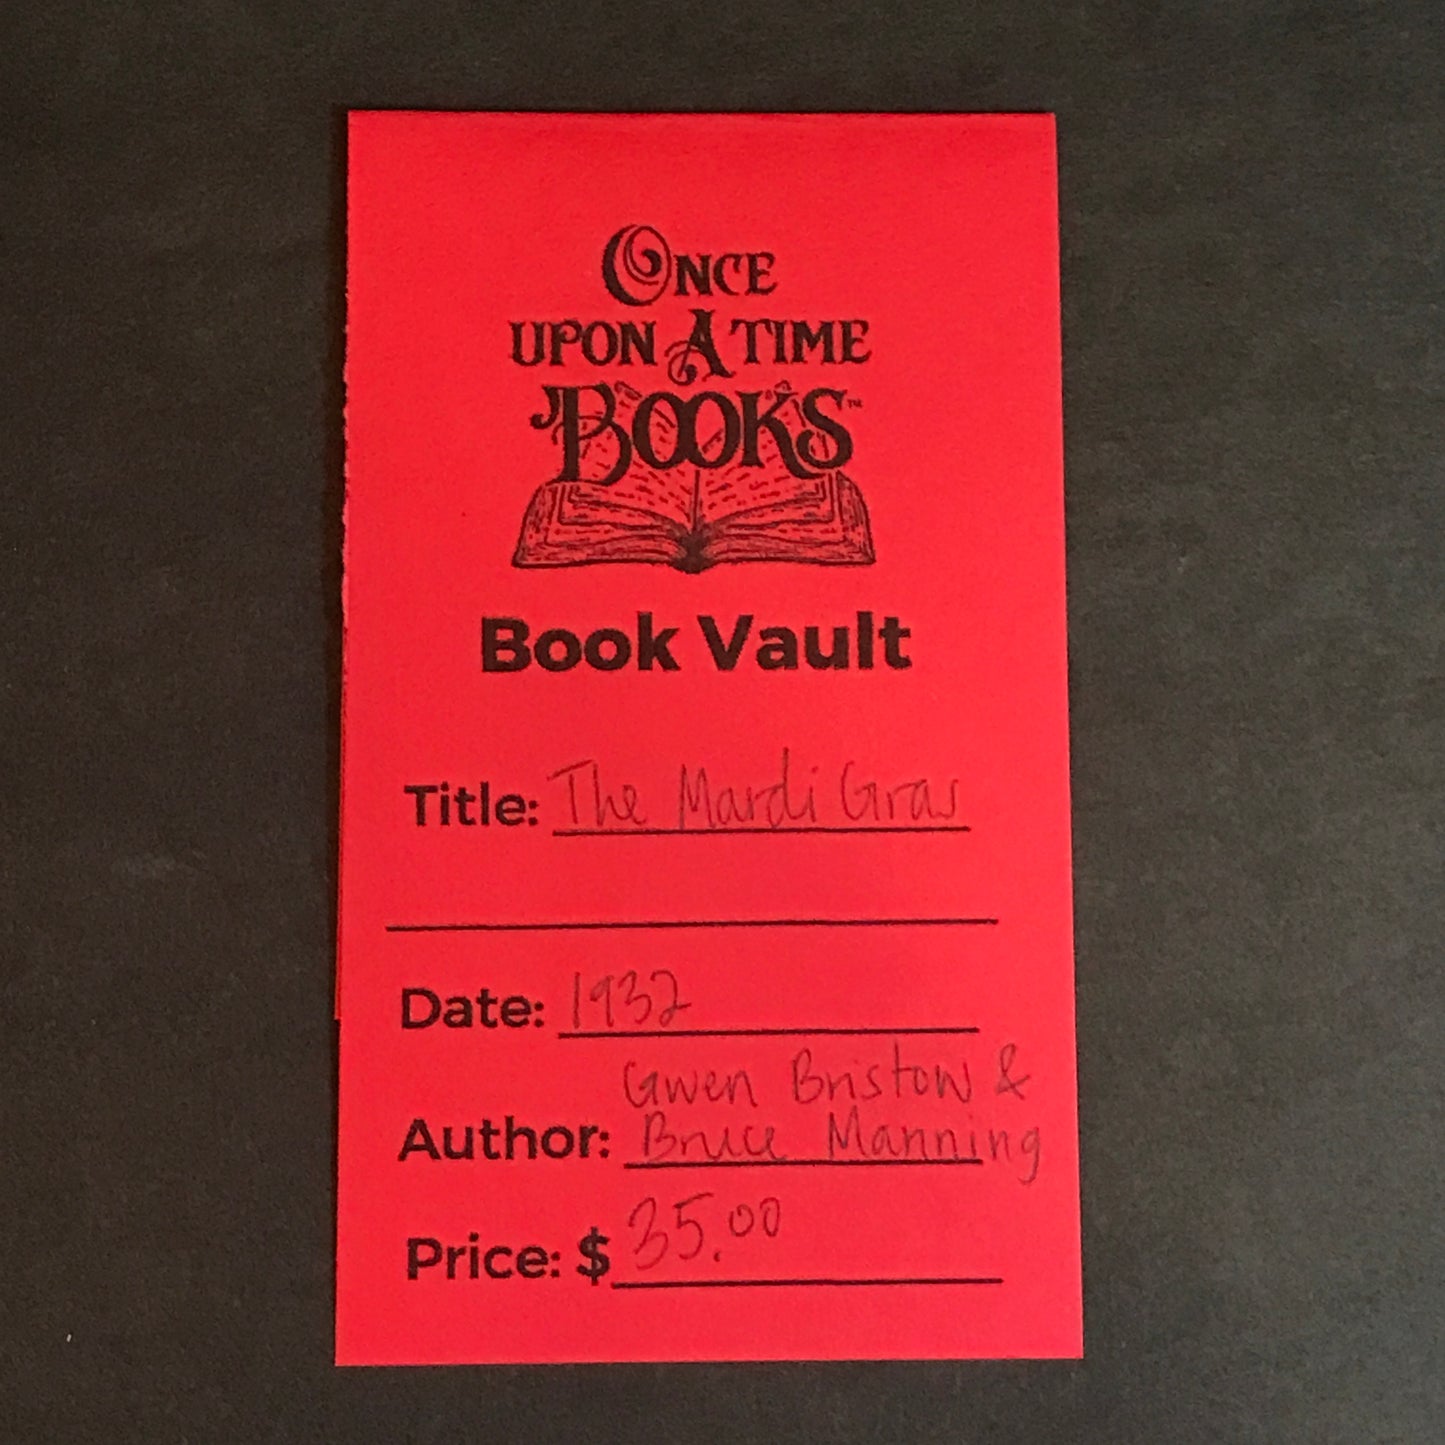 ONCE
UPON A TIME
BOOKS™
Book Vault
Title: The Mardi Gras
Date: 1932
Gwen Bristow &
Author: Bruce Manning
Price: $ 35.00